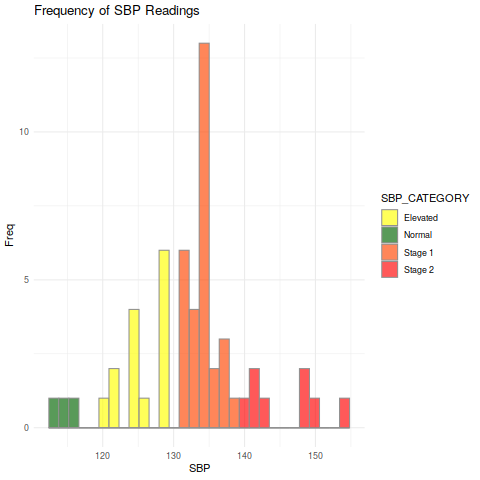 Frequency of SBP Readings
10
5
0
Freq
120 130 140 150
SBP
SBP_CATEGORY
Elevated
Normal
Stage 1
Stage 2